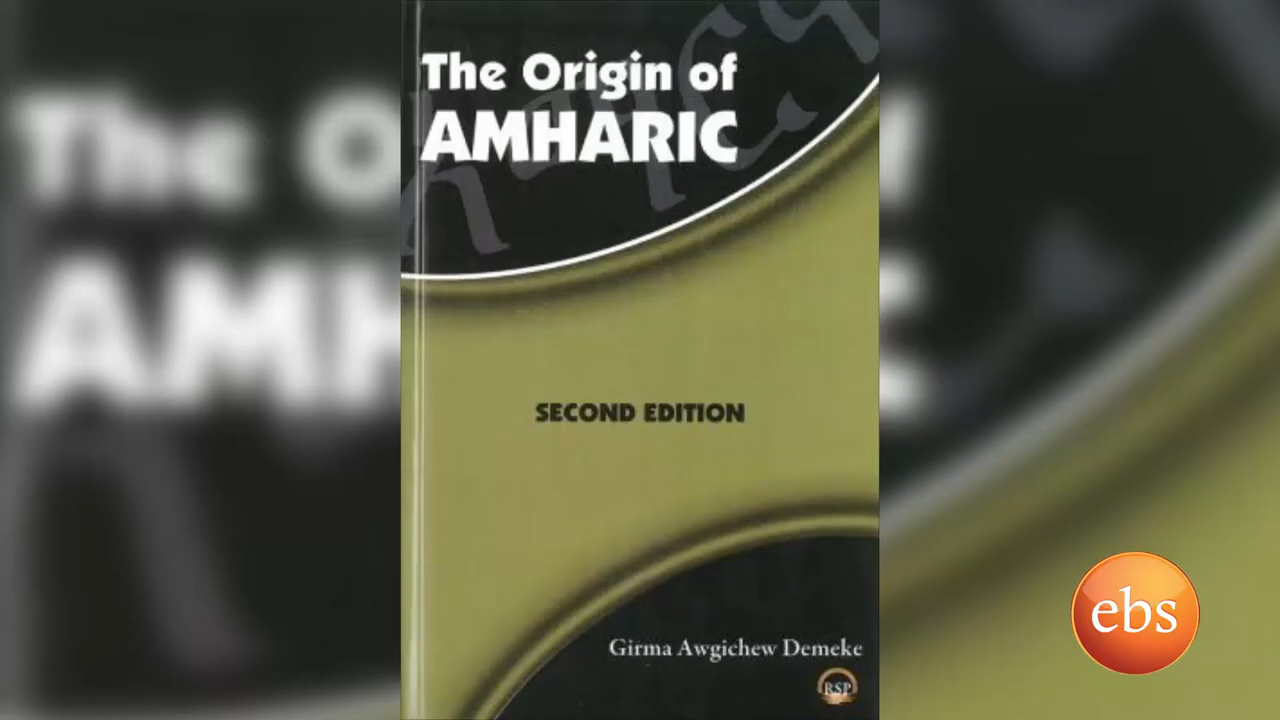 The Origin of
AMHARIC
SECOND EDITION
Girma Awgichew Demeke
RSP
ebs